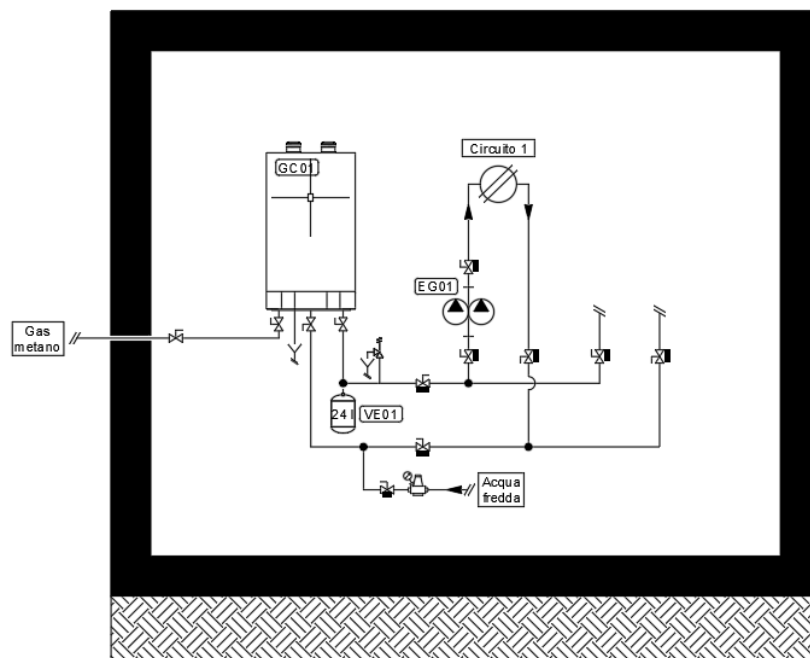 Circuito 1
GC01
EG01
Gas
metano
24 l
VE01
Acqua
fredda